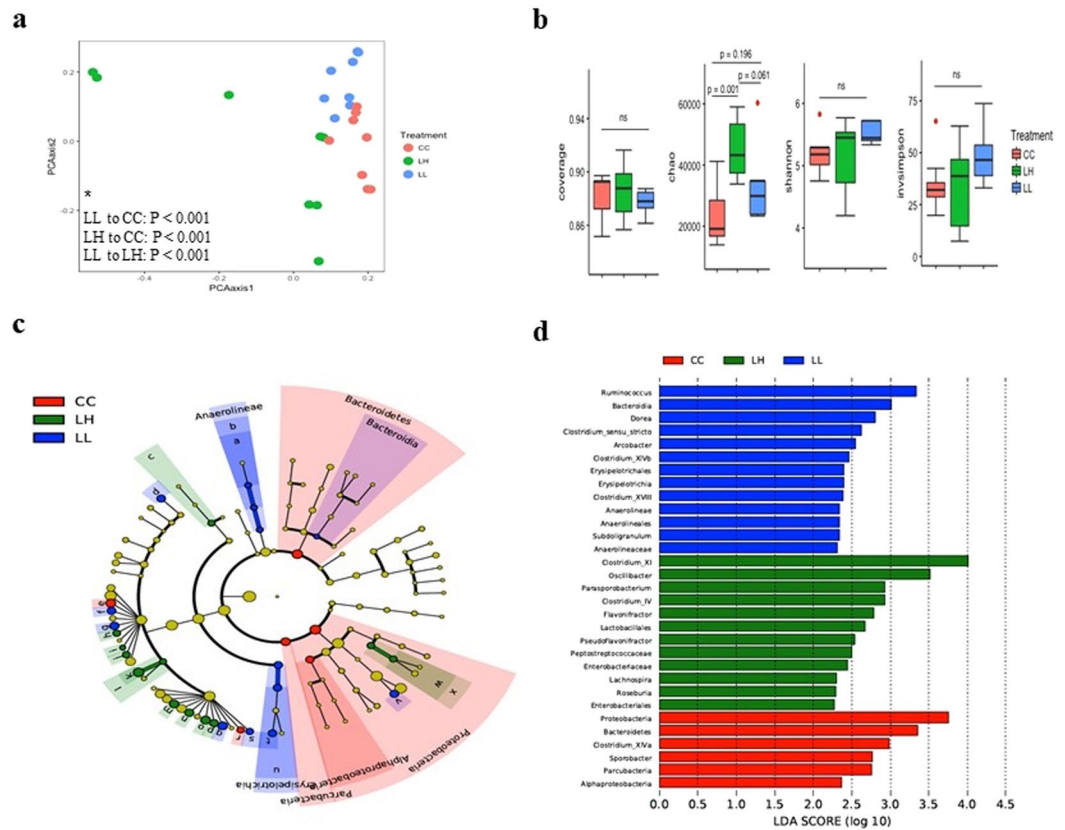 a
0.2
0.0
-0.2
PCAaxis2
*
LL to CC: P < 0.001
LH to CC: P < 0.001
LL to LH: P < 0.001
-0.4
-0.2
0.0
0.2
PCAaxis1
Treatment
CC
LH
LL
b
coverage
0.94
0.90
0.86
ns
chao
60000
40000
20000
p = 0.196
p = 0.061
p = 0.001
shannon
6
5
4
ns
invsimpson
75
50
25
0
ns
Treatment
CC
LH
LL
c
CC
LH
LL
Anaerolineae
b
a
Bacteroidetes
Bacteroidia
c
d
w
x
v
Proteobacteria
Alphaproteobacteria
Parcubacteria
Erysipelotrichia
u
t
s
r
q
p
o
n
l
k
d
CC
LH
LL
Ruminococcus
Bacteroidia
Dorea
Clostridium_sensu_stricto
Arcobacter
Clostridium_XIVb
Erysipelotrichales
Erysipelotrichia
Clostridium_XVIII
Anaerolineae
Anaerolineales
Subdoligranulum
Anaerolineaceae
Clostridium_XI
Oscillibacter
Parasporobacterium
Clostridium_IV
Flavonifractor
Lactobacillales
Pseudoflavonifractor
Peptostreptococcaceae
Enterobacteriaceae
Lachnospira
Roseburia
Enterobacteriales
Proteobacteria
Bacteroidetes
Clostridium_XIVa
Sporobacter
Parcubacteria
Alphaproteobacteria
0.0 0.5 1.0 1.5 2.0 2.5 3.0 3.5 4.0 4.5
LDA SCORE (log 10)